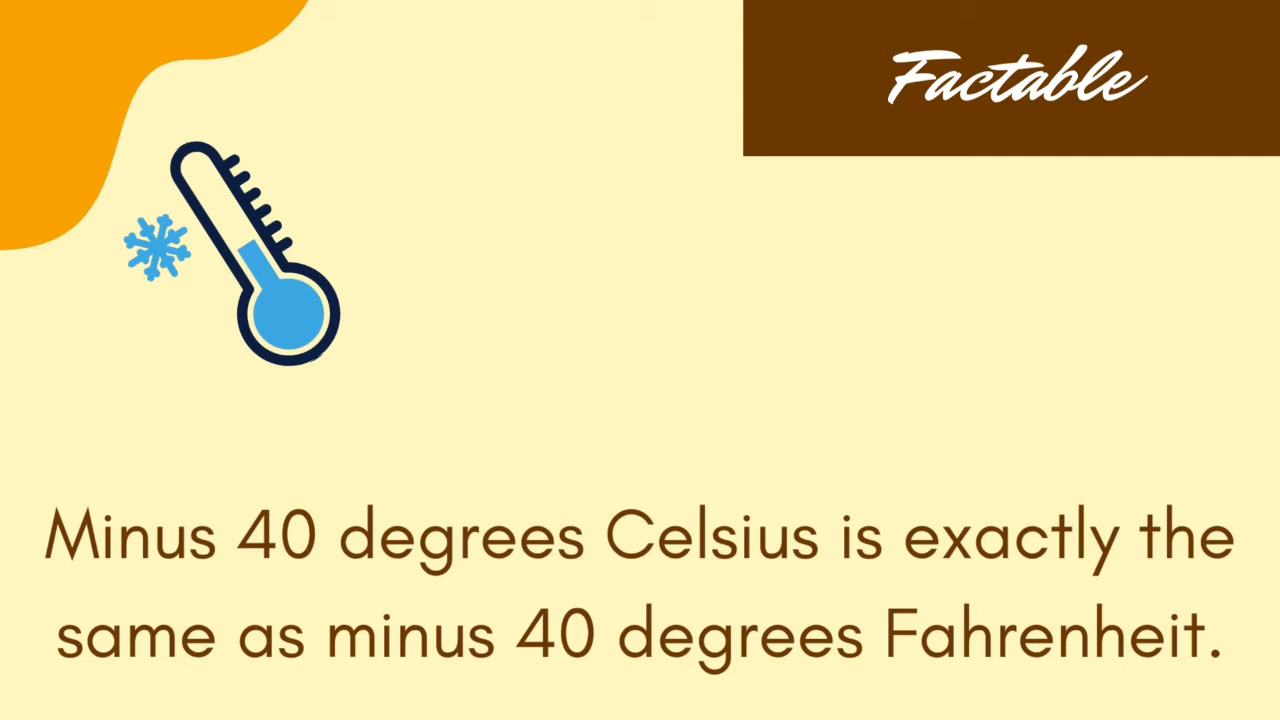 Factable
Minus 40 degrees Celsius is exactly the
same as minus 40 degrees Fahrenheit.